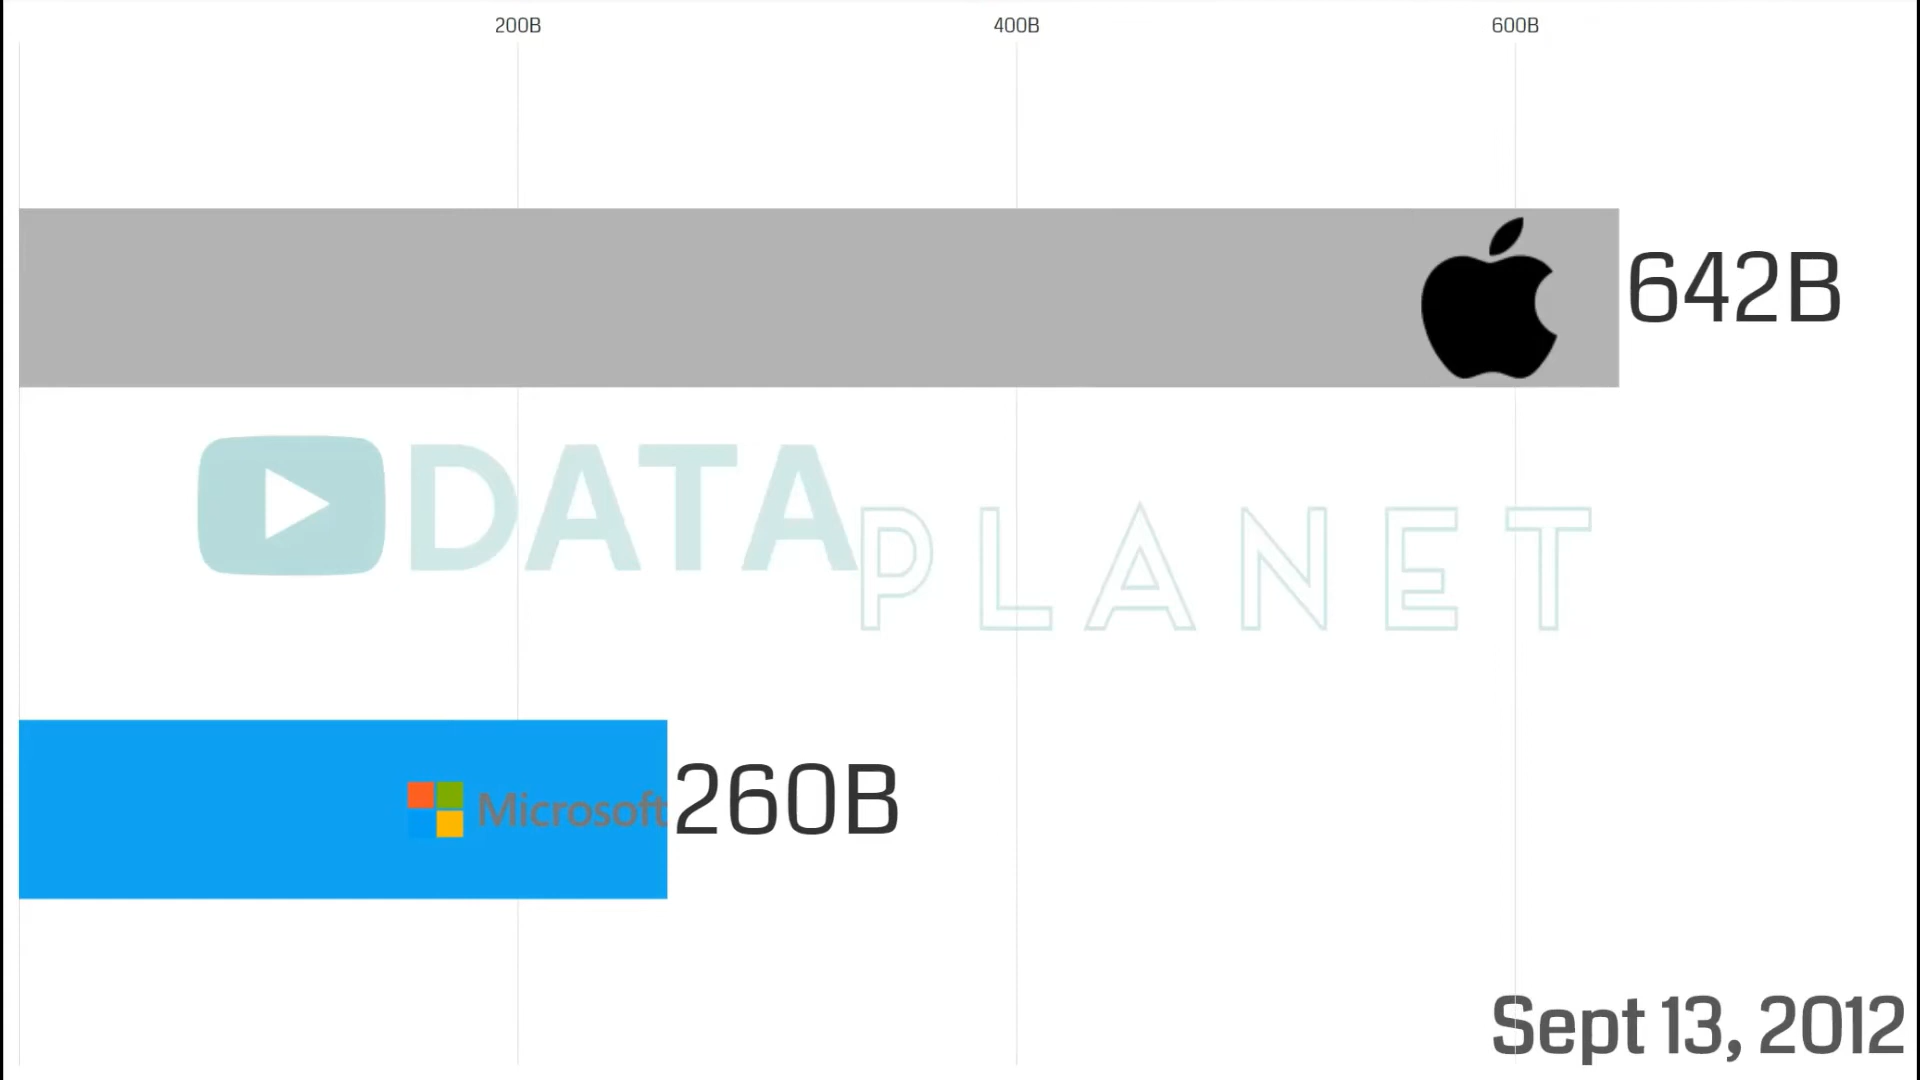 200B 400B 600B
642B
DATA
PLANET
Microsoft 260B
Sept 13, 2012